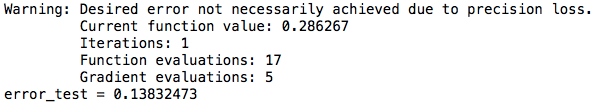 Warning: Desired error not necessarily achieved due to precision loss.
         Current function value: 0.286267
         Iterations: 1
         Function evaluations: 17
         Gradient evaluations: 5
error_test = 0.13832473